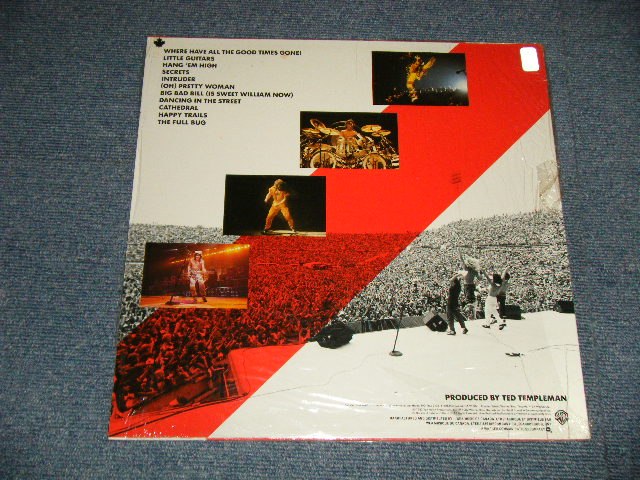 WHERE HAVE ALL THE GOOD TIMES GONE!
LITTLE GUITARS
HANG 'EM HIGH
SECRETS
INTRUDER
(OH) PRETTY WOMAN
BIG BAD BILL (IS SWEET WILLIAM NOW)
DANCING IN THE STREET
CATHEDRAL
HAPPY TRAILS
THE FULL BUG
PRODUCED BY TED TEMPLEMAN